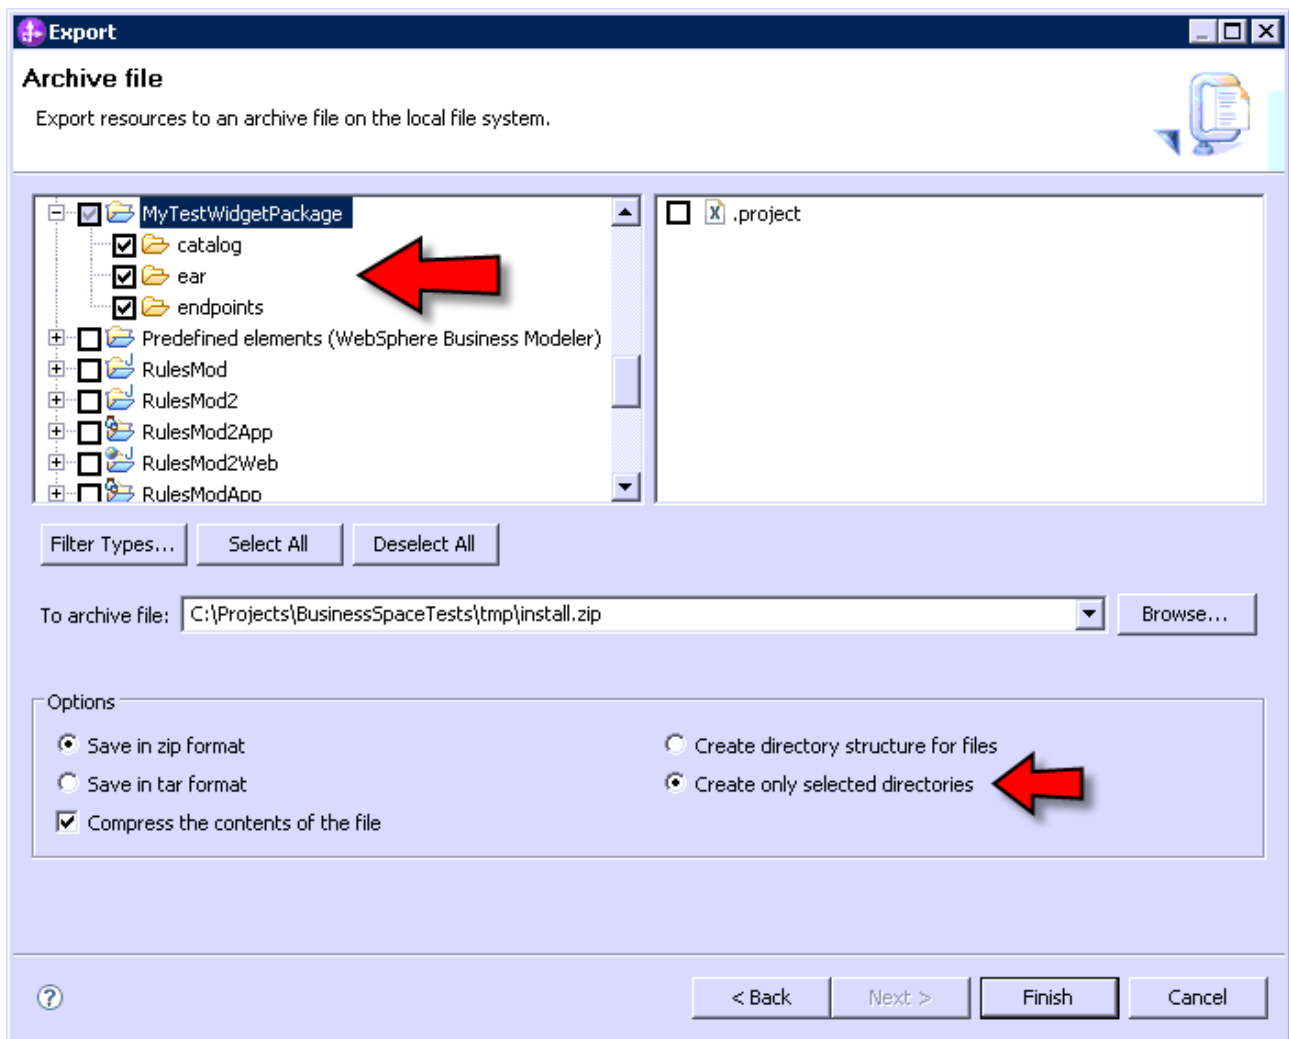 Export
Archive file
Export resources to an archive file on the local file system.
MyTestWidgetPackage
catalog
ear
endpoints
Predefined elements (WebSphere Business Modeler)
RulesMod
RulesMod2
RulesMod2App
RulesMod2Web
RulesModApp
.project
Filter Types...
Select All
Deselect All
To archive file:
C:\Projects\BusinessSpaceTests\tmp\install.zip
Browse...
Options
Save in zip format
Create directory structure for files
Save in tar format
Create only selected directories
Compress the contents of the file
< Back
Next >
Finish
Cancel